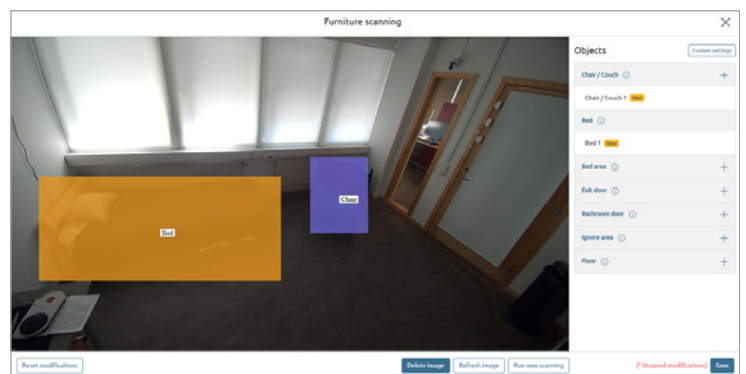 Furniture scanning
Objects
Custom settings
Chair / Couch
Chair / Couch 1 New
Bed
Bed 1 New
Bed area
Exit door
Bathroom door
Ignore area
Floor
Chair
Bed
Reset modifications
Delete Image
Refresh image
Run new scanning
(* Unsaved modifications)
Save